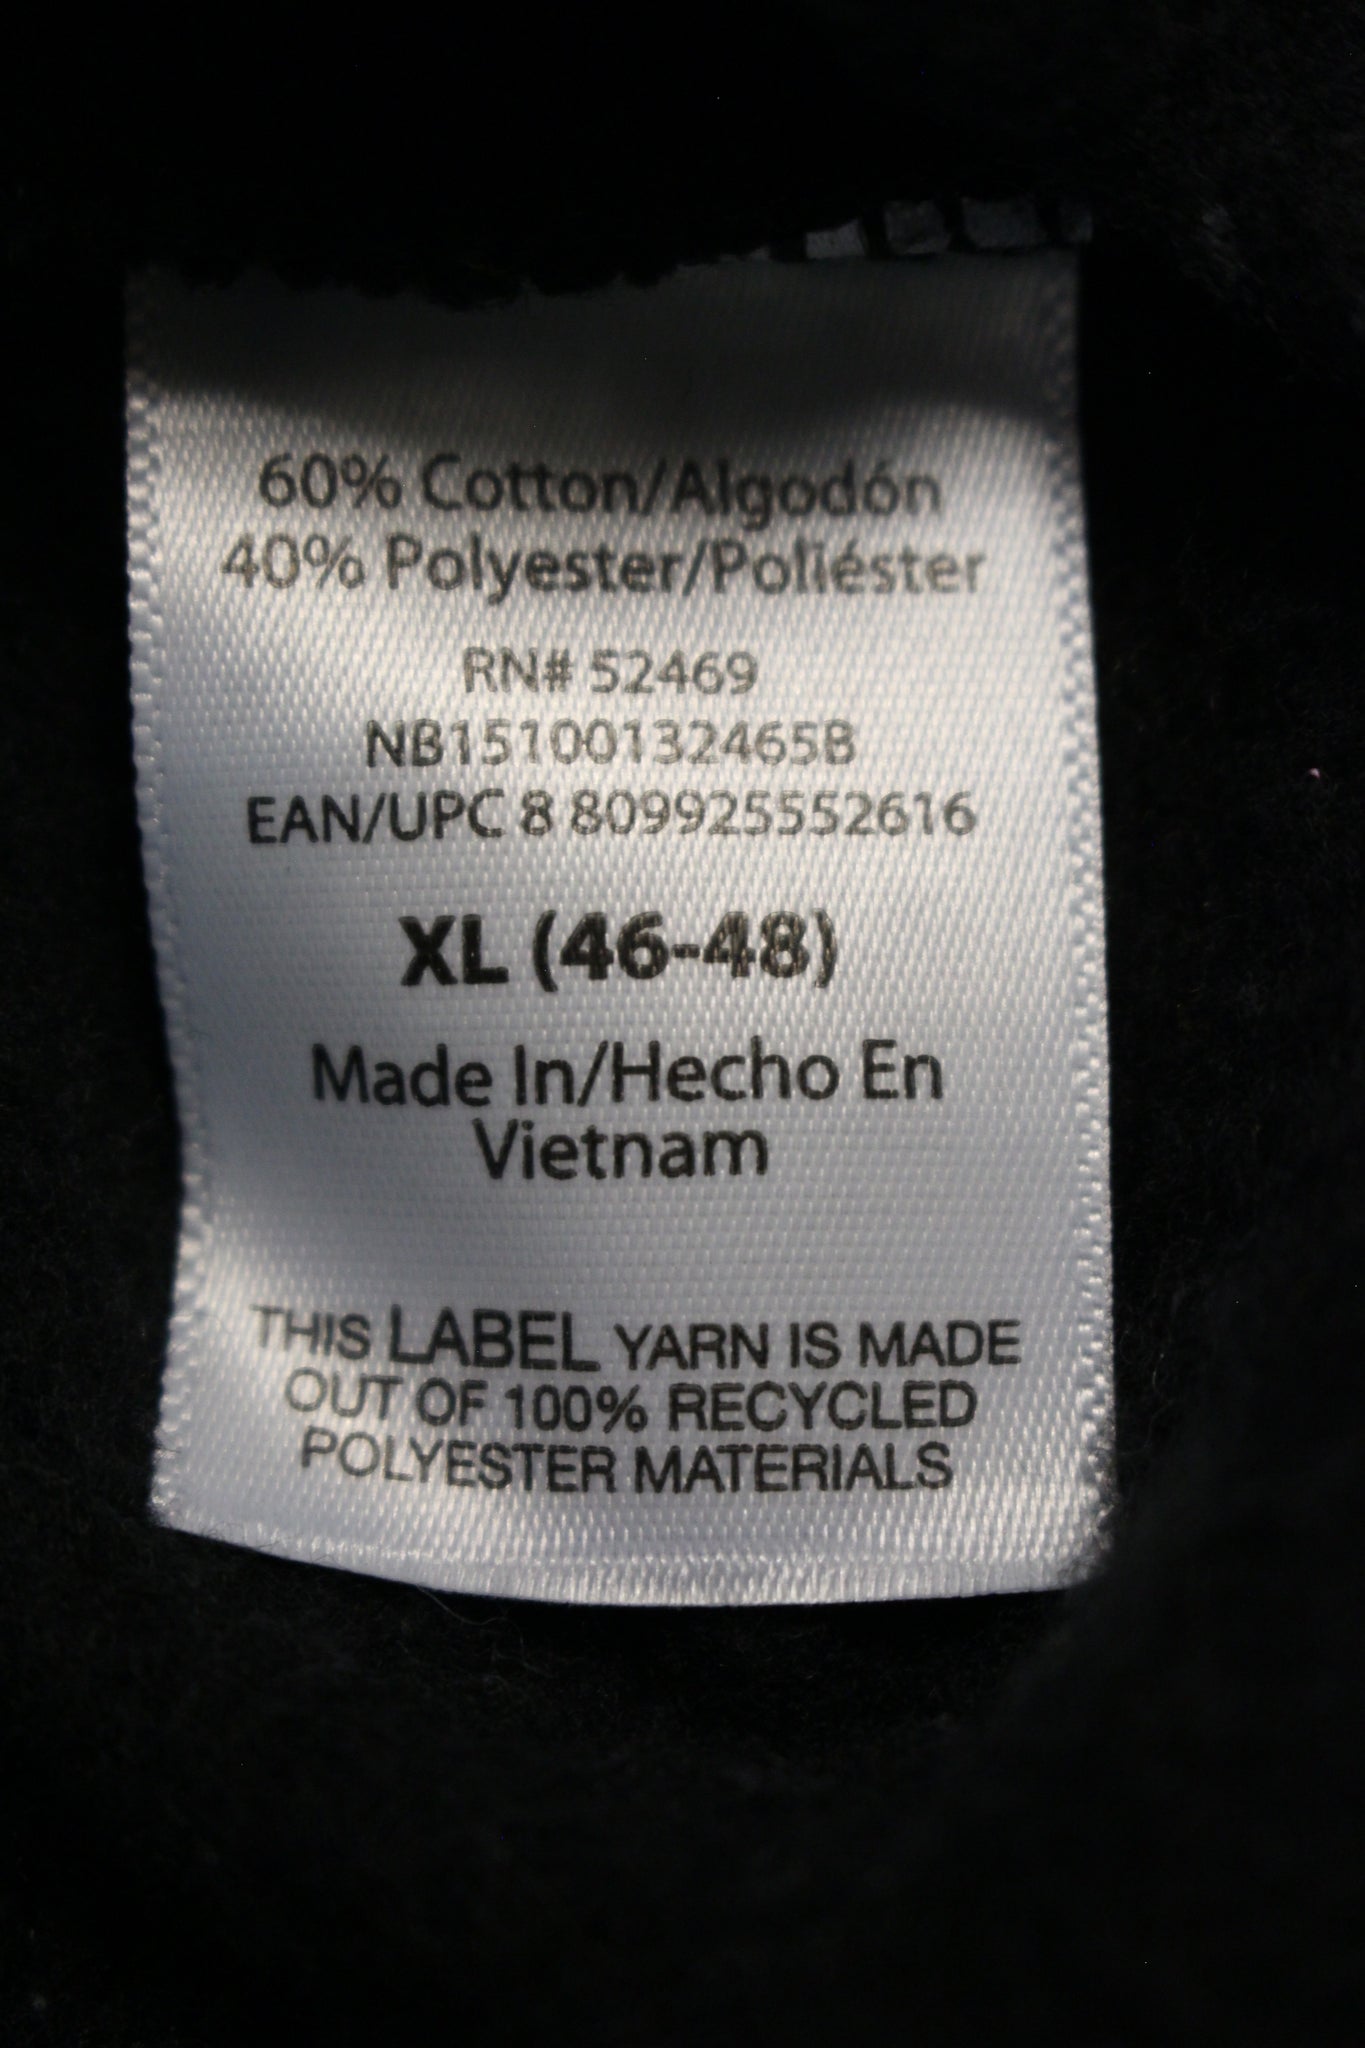 60% Cotton/Algodón
40% Polyester/Poliéster
RN# 52469
NB15100132465B
EAN/UPC 8 809925552616
XL (46-48)
Made In/Hecho En
Vietnam
THIS LABEL YARN IS MADE
OUT OF 100% RECYCLED
POLYESTER MATERIALS